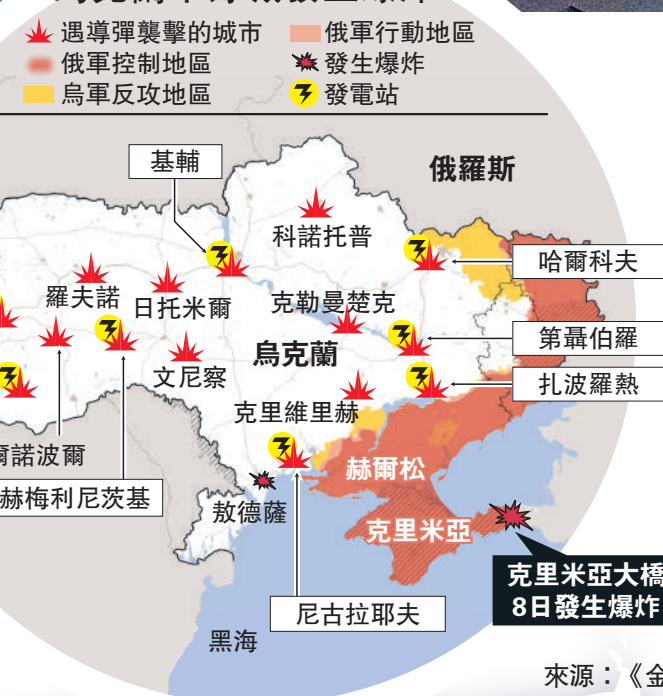 遇導彈襲擊的城市
俄軍行動地區
俄軍控制地區
發生爆炸
烏軍反攻地區
發電站
基輔
俄羅斯
科諾托普
哈爾科夫
羅夫諾
日托米爾
克勒曼楚克
第聶伯羅
烏克蘭
文尼察
扎波羅熱
克里維里赫
爾諾波爾
赫爾松
赫梅利尼茨基
敖德薩
克里米亞
克里米亞大橋
8日發生爆炸
尼古拉耶夫
黑海
來源：《金